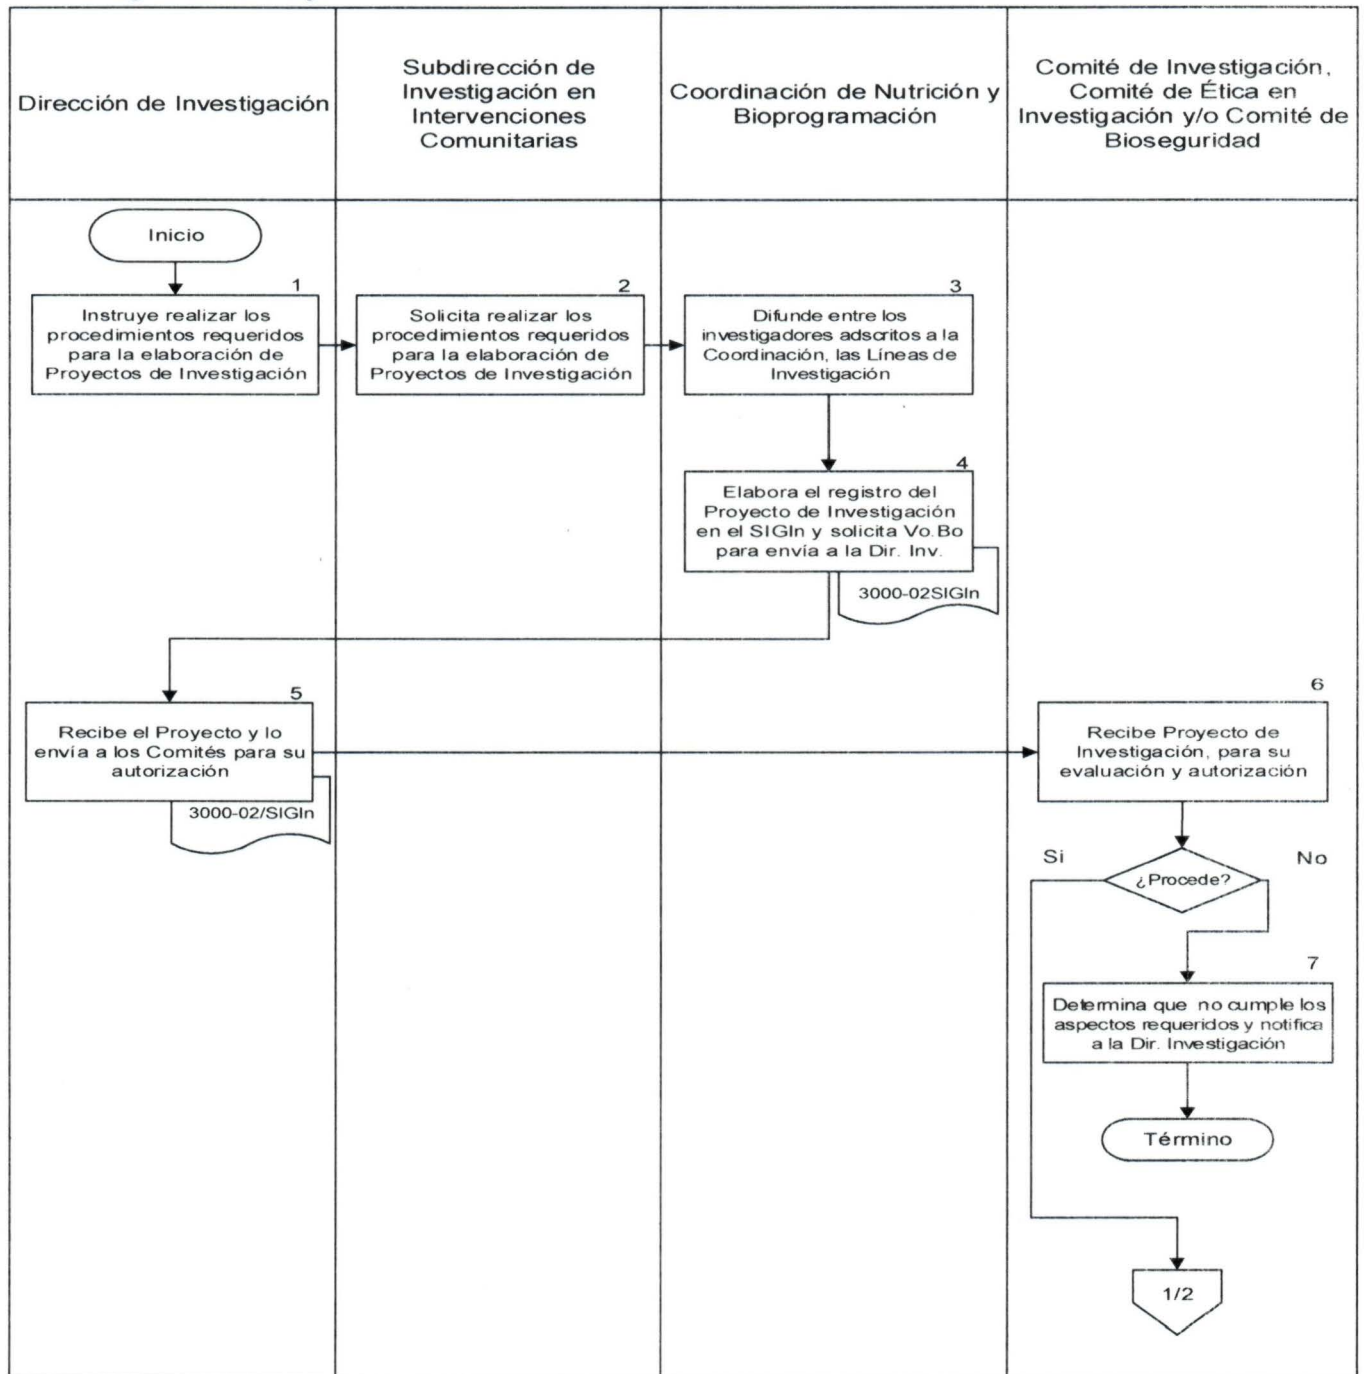 Dirección de Investigación
Subdirección de
Investigación en
Intervenciones
Comunitarias
Coordinación de Nutrición y
Bioprogramación
Comité de Investigación,
Comité de Ética en
Investigación y/o Comité de
Bioseguridad
Inicio
1
Instruye realizar los
procedimientos requeridos
para la elaboración de
Proyectos de Investigación
2
Solicita realizar los
procedimientos requeridos
para la elaboración de
Proyectos de Investigación
3
Difunde entre los
investigadores adscritos a la
Coordinación, las Líneas de
Investigación
4
Elabora el registro del
Proyecto de Investigación
en el SIGIn y solicita Vo.Bo
para envía a la Dir. Inv.
3000-02SIGIn
5
Recibe el Proyecto y lo
envía a los Comités para su
autorización
3000-02/SIGIn
6
Recibe Proyecto de
Investigación, para su
evaluación y autorización
Si
¿Procede?
No
7
Determina que no cumple los
aspectos requeridos y notifica
a la Dir. Investigación
Término
1/2